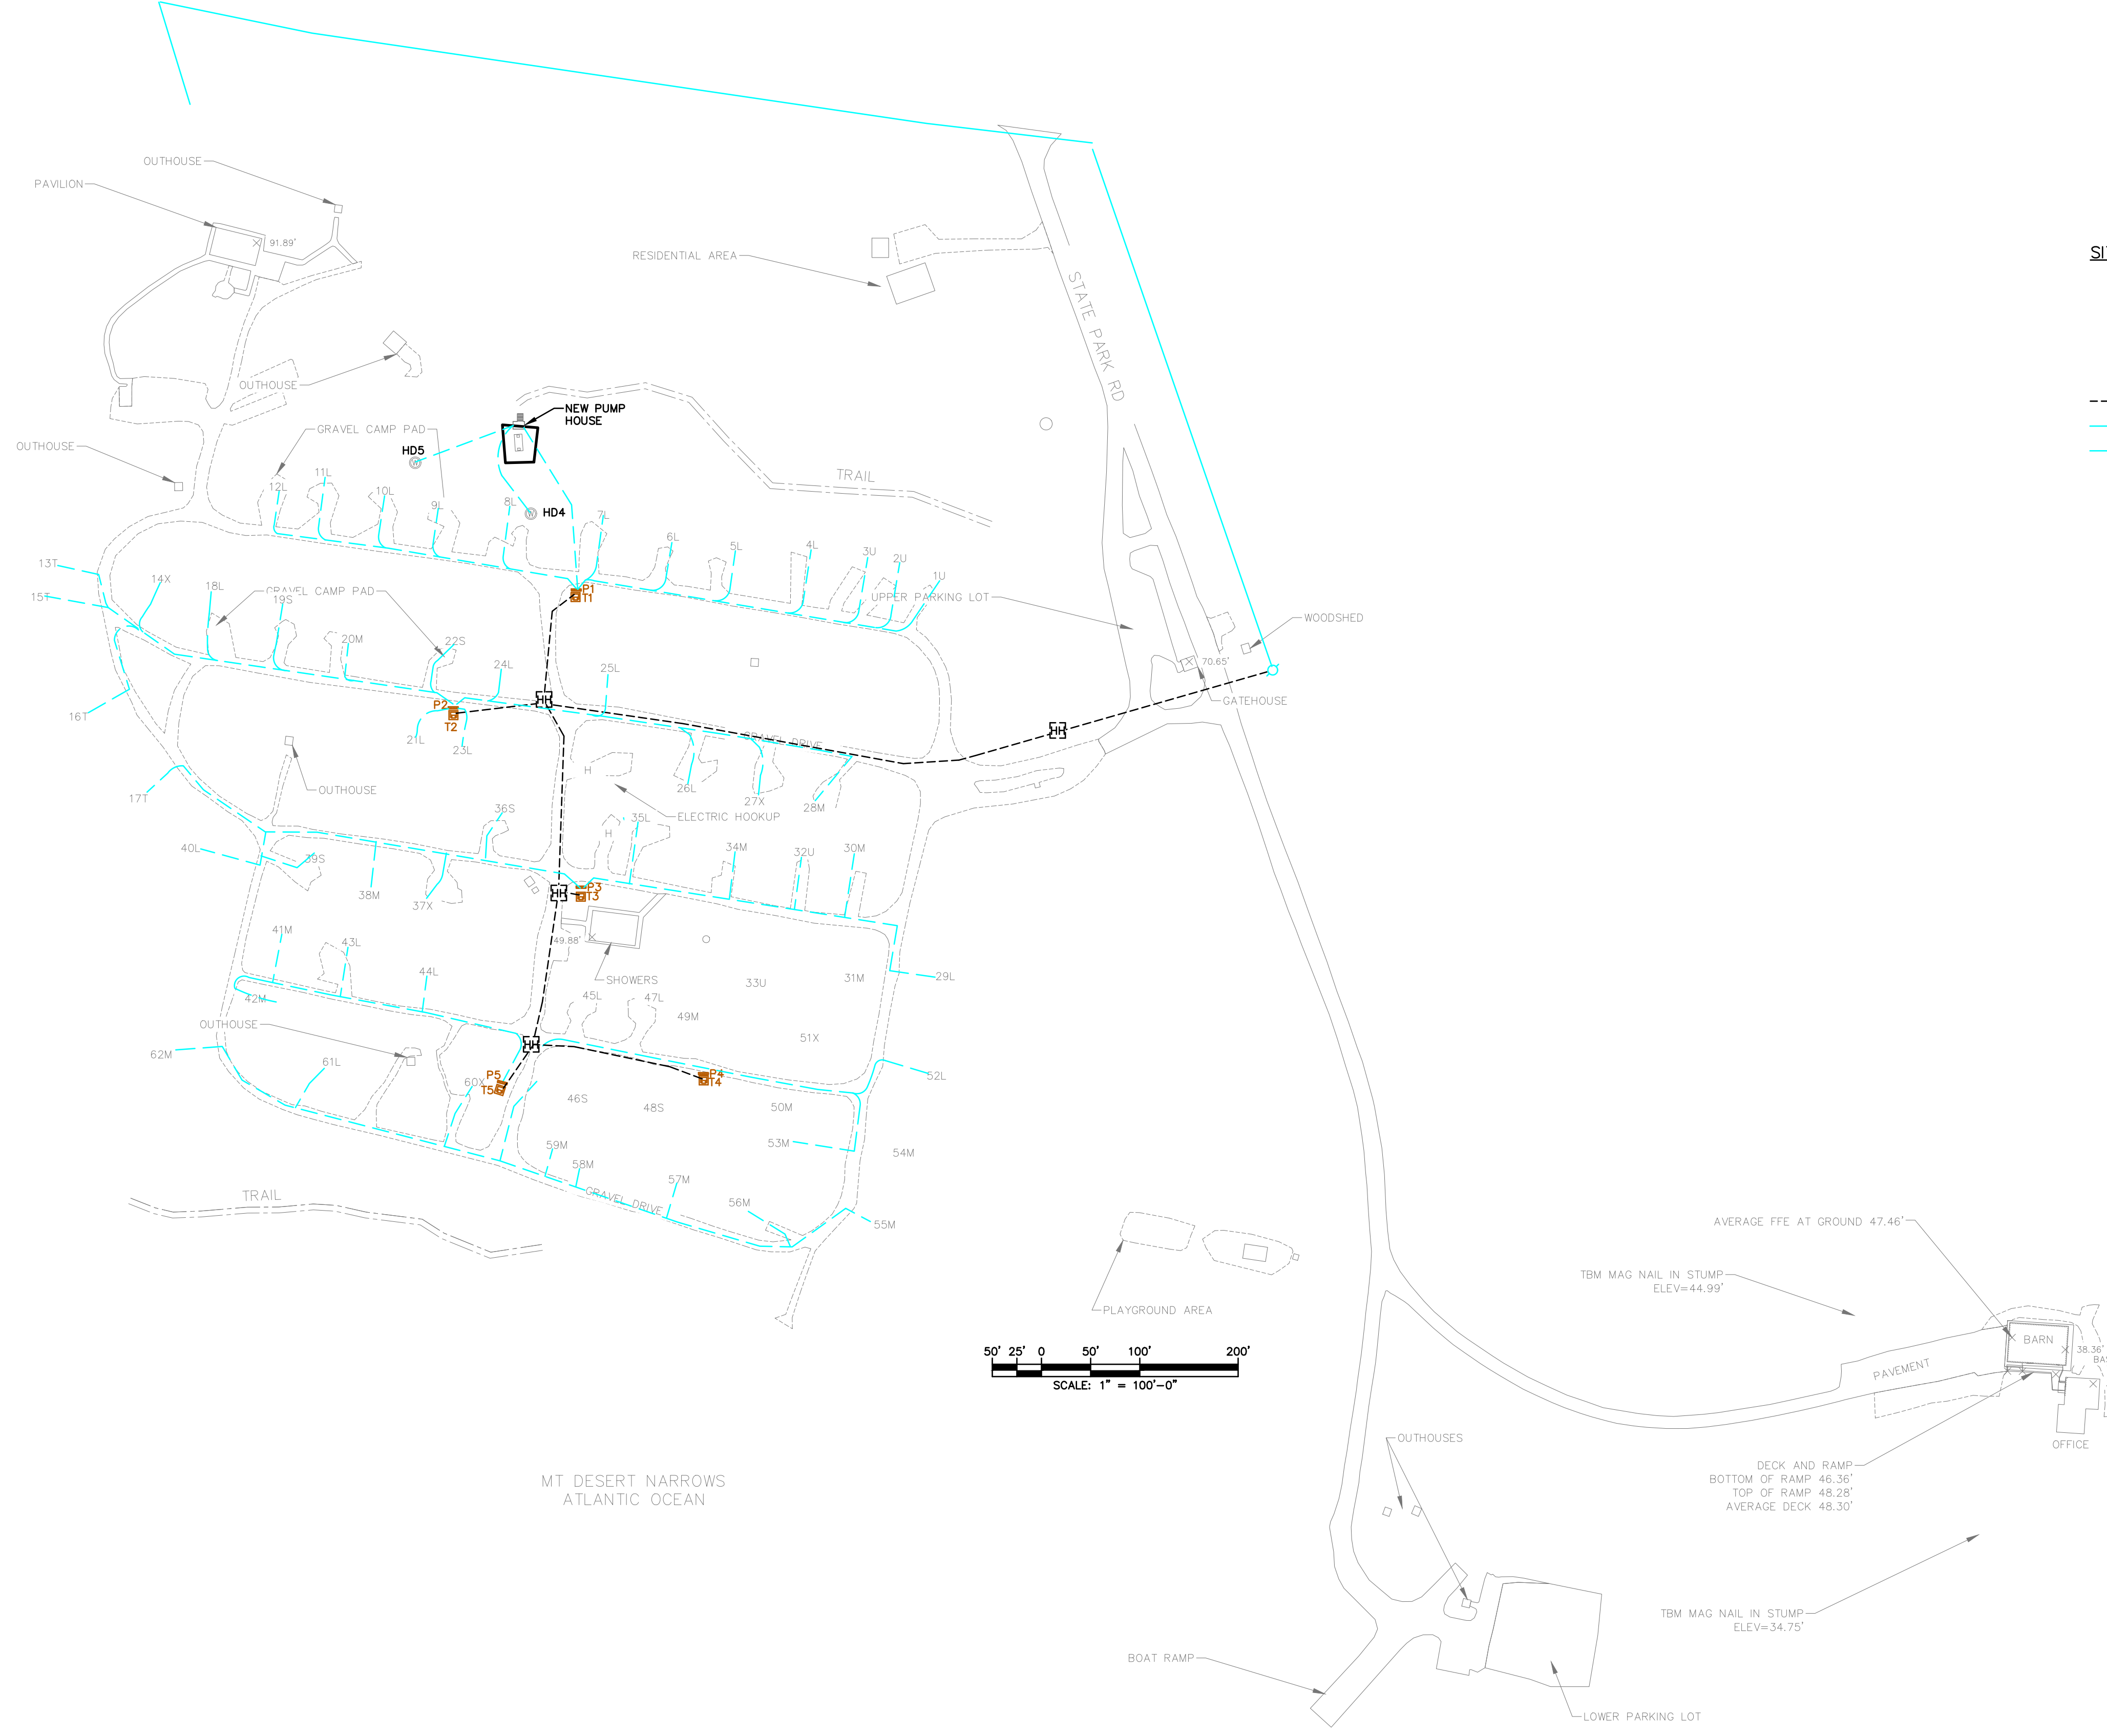 OUTHOUSE
PAVILION
91.89'
RESIDENTIAL AREA
STATE PARK RD
SI
OUTHOUSE
NEW PUMP
HOUSE
GRAVEL CAMP PAD
OUTHOUSE
HD5
TRAIL
12L
11L
10L
9L
8L
HD4
7L
6L
5L
4L
3U
2U
1U
13T
14X
15T
18L
GRAVEL CAMP PAD
19S
P1
T1
UPPER PARKING LOT
WOODSHED
20M
22S
24L
25L
70.65'
GATEHOUSE
16T
P2
T2
HH
21L
23L
HH
GRAVEL DRIVE
17T
OUTHOUSE
H
26L
27X
28M
ELECTRIC HOOKUP
36S
35L
H
34M
32U
30M
40L
39S
38M
37X
HH
P3
T3
41M
43L
49.88'
44L
SHOWERS
33U
31M
29L
42M
45L
47L
49M
OUTHOUSE
51X
62M
61L
HH
52L
60X
P5
T5
P4
T4
46S
48S
50M
59M
53M
54M
58M
57M
56M
55M
TRAIL
GRAVEL DRIVE
AVERAGE FFE AT GROUND 47.46'
TBM MAG NAIL IN STUMP
ELEV=44.99'
PLAYGROUND AREA
BARN
38.36'
BA
PAVEMENT
50' 25' 0 50' 100' 200'
SCALE: 1" = 100'-0"
OUTHOUSES
OFFICE
DECK AND RAMP
BOTTOM OF RAMP 46.36'
TOP OF RAMP 48.28'
AVERAGE DECK 48.30'
MT DESERT NARROWS
ATLANTIC OCEAN
TBM MAG NAIL IN STUMP
ELEV=34.75'
BOAT RAMP
LOWER PARKING LOT